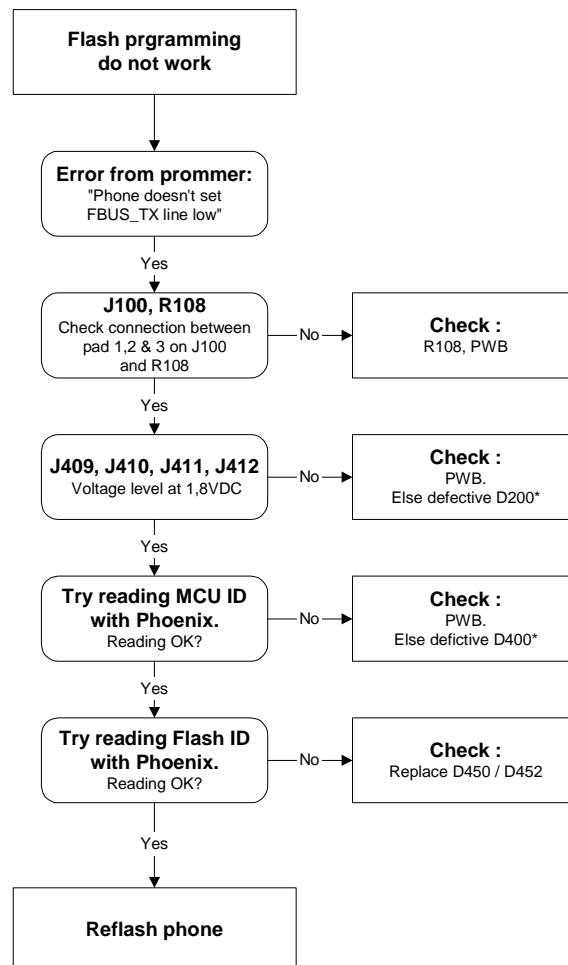 Flash prgramming
do not work
Error from prommer:
"Phone doesn't set
FBUS_TX line low"
Yes
J100, R108
Check connection between
pad 1,2 & 3 on J100
and R108
No
Check :
R108, PWB
Yes
J409, J410, J411, J412
Voltage level at 1,8VDC
No
Check :
PWB.
Else defective D200*
Yes
Try reading MCU ID
with Phoenix.
Reading OK?
No
Check :
PWB.
Else defictive D400*
Yes
Try reading Flash ID
with Phoenix.
Reading OK?
No
Check :
Replace D450 / D452
Yes
Reflash phone